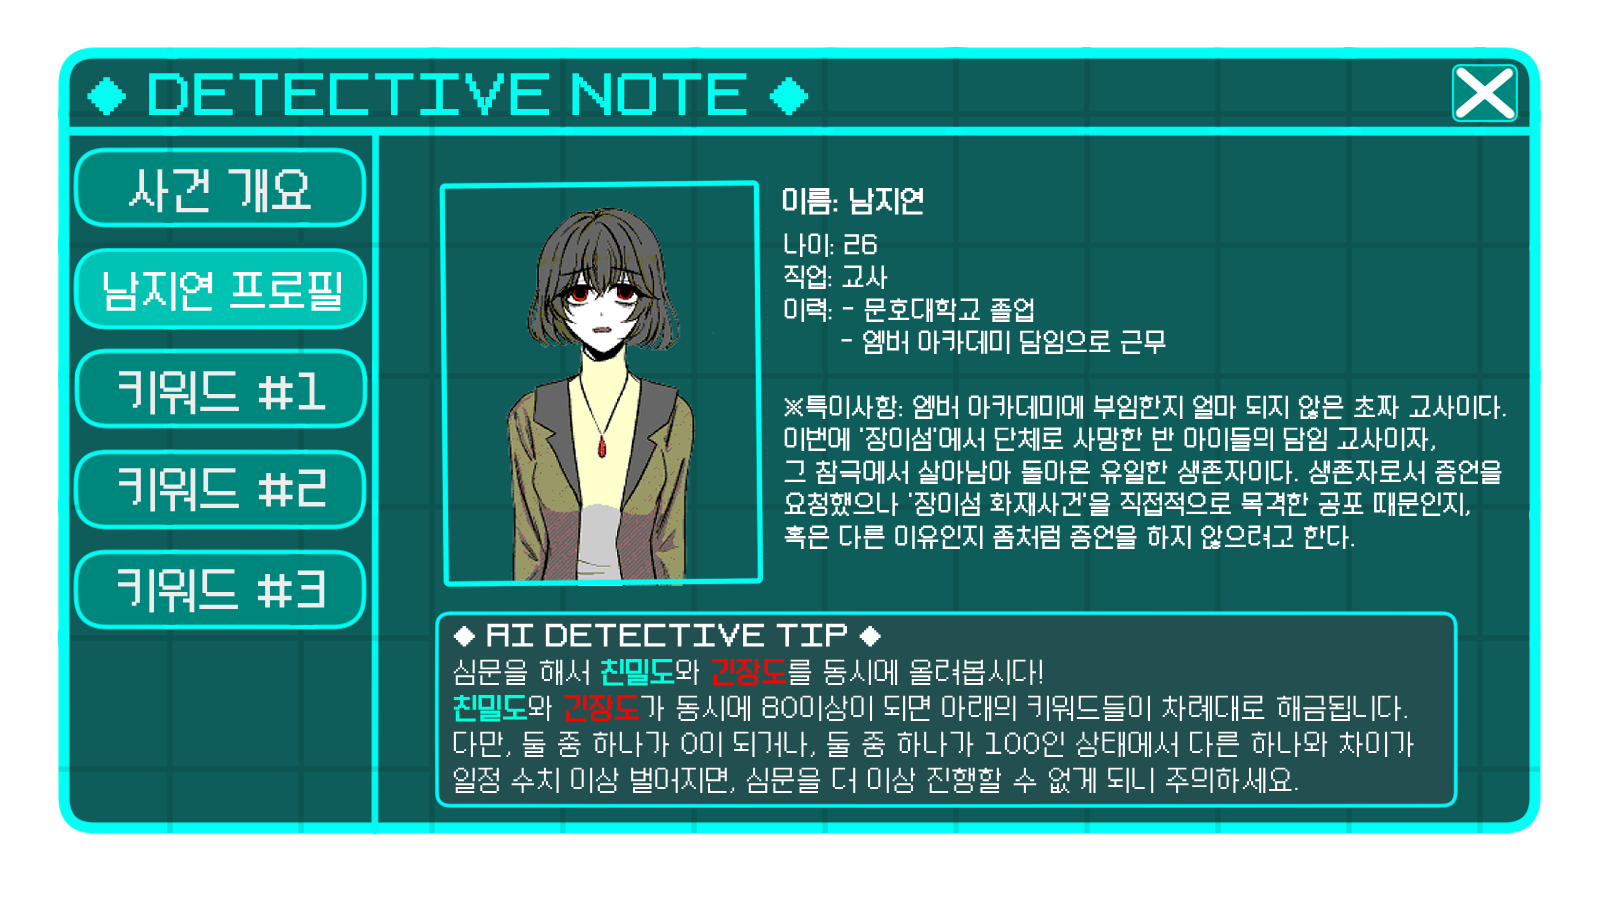 ◆ DETECTIVE NOTE ◆
사건 개요
남지연 프로필
키워드 #1
키워드 #2
키워드 #3
이름: 남지연
나이: 26
직업: 교사
이력: - 문호대학교 졸업
- 엠버 아카데미 담임으로 근무
※특이사항: 엠버 아카데미에 부임한지 얼마 되지 않은 초짜 교사이다.
이번에 '장이섬'에서 단체로 사망한 반 아이들의 담임 교사이자,
그 참극에서 살아남아 돌아온 유일한 생존자이다. 생존자로서 증언을
요청했으나 '장이섬 화재사건'을 직접적으로 목격한 공포 때문인지,
혹은 다른 이유인지 좀처럼 증언을 하지 않으려고 한다.
◆ AI DETECTIVE TIP ◆
심문을 해서 친밀도와 긴장도를 동시에 올려봅시다!
친밀도와 긴장도가 동시에 80이상이 되면 아래의 키워드들이 차례대로 해금됩니다.
다만, 둘 중 하나가 0이 되거나, 둘 중 하나가 100인 상태에서 다른 하나와 차이가
일정 수치 이상 벌어지면, 심문을 더 이상 진행할 수 없게 되니 주의하세요.